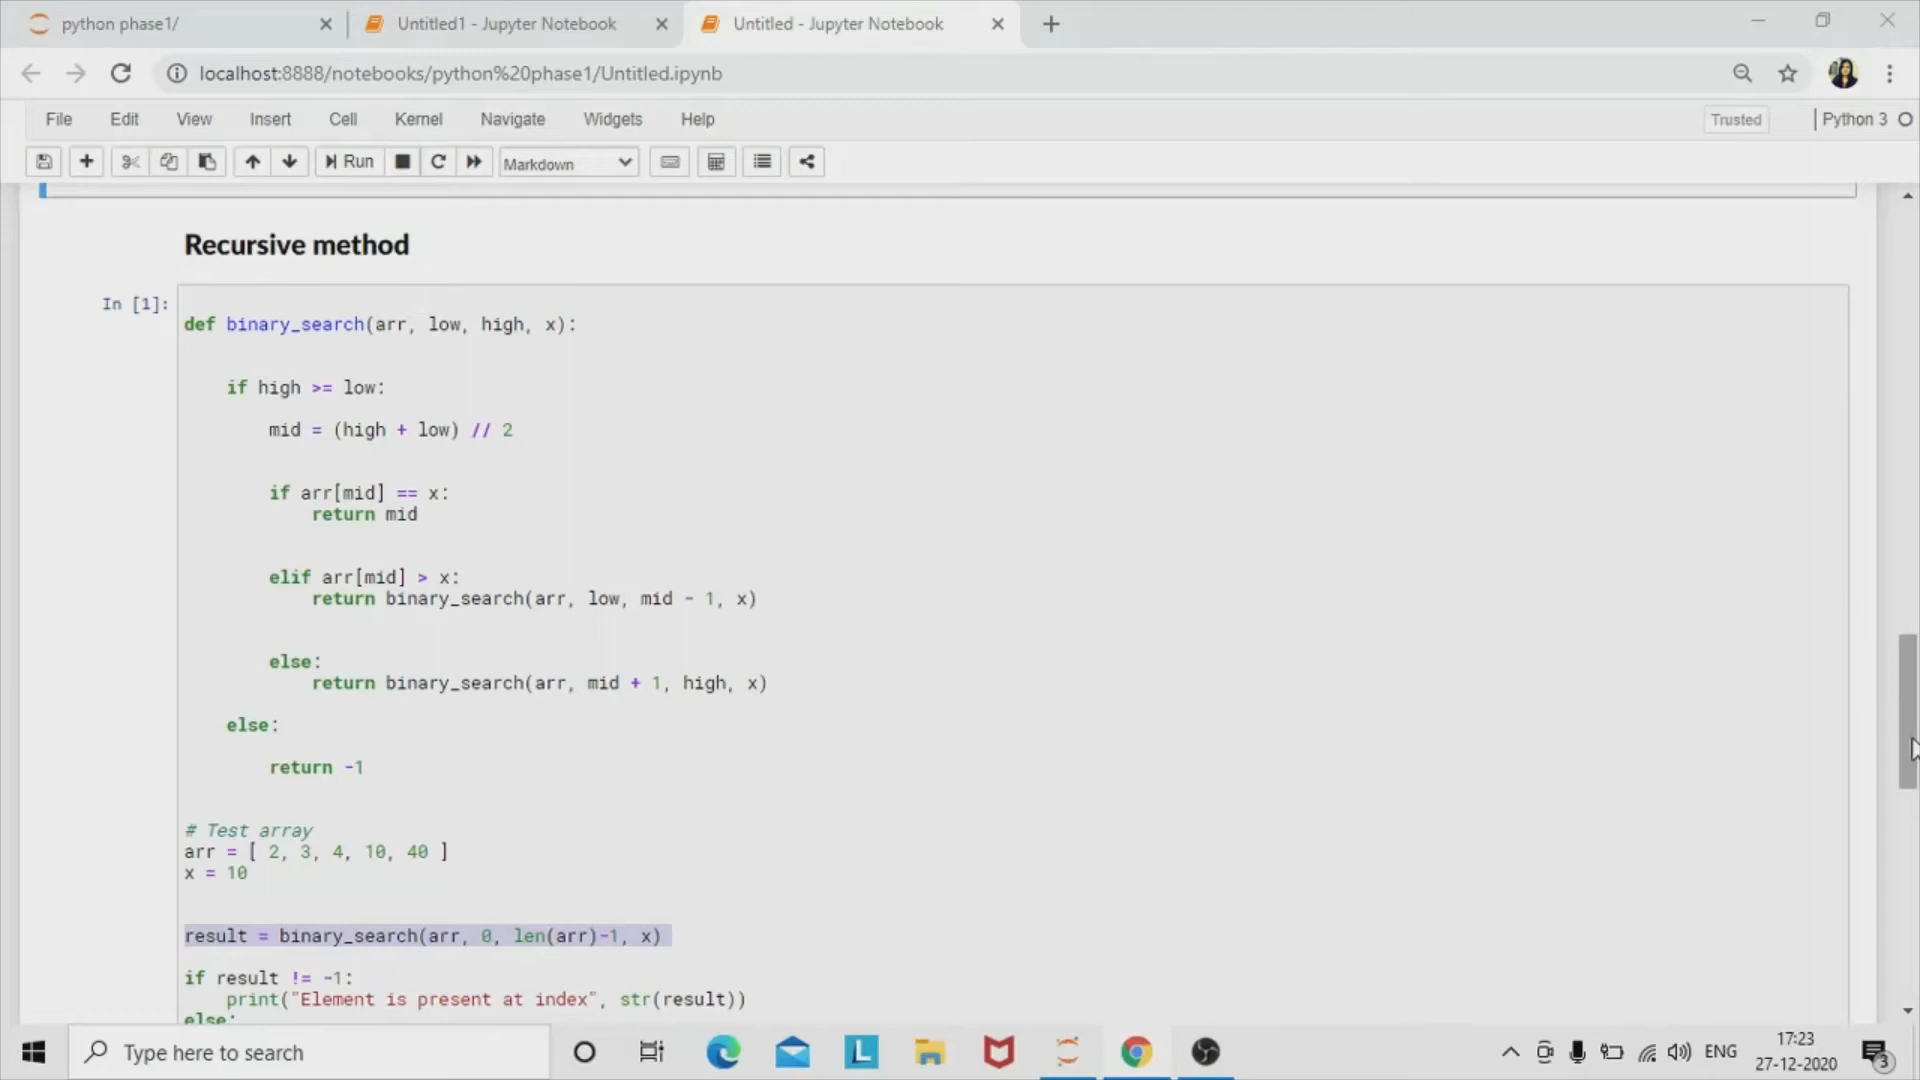 python phase1/
Untitled1 - Jupyter Notebook
Untitled - Jupyter Notebook
localhost:8888/notebooks/python%20phase1/Untitled.ipynb
File Edit View Insert Cell Kernel Navigate Widgets Help
Trusted
Python 3
Run
Markdown
Recursive method
In [1]:
def binary_search(arr, low, high, x):
if high >= low:
mid = (high + low) // 2
if arr[mid] == x:
return mid
elif arr[mid] > x:
return binary_search(arr, low, mid - 1, x)
else:
return binary_search(arr, mid + 1, high, x)
else:
return -1
# Test array
arr = [ 2, 3, 4, 10, 40 ]
x = 10
result = binary_search(arr, 0, len(arr)-1, x)
if result != -1:
print("Element is present at index", str(result))
else:
Type here to search
L
ENG
17:23
27-12-2020
3